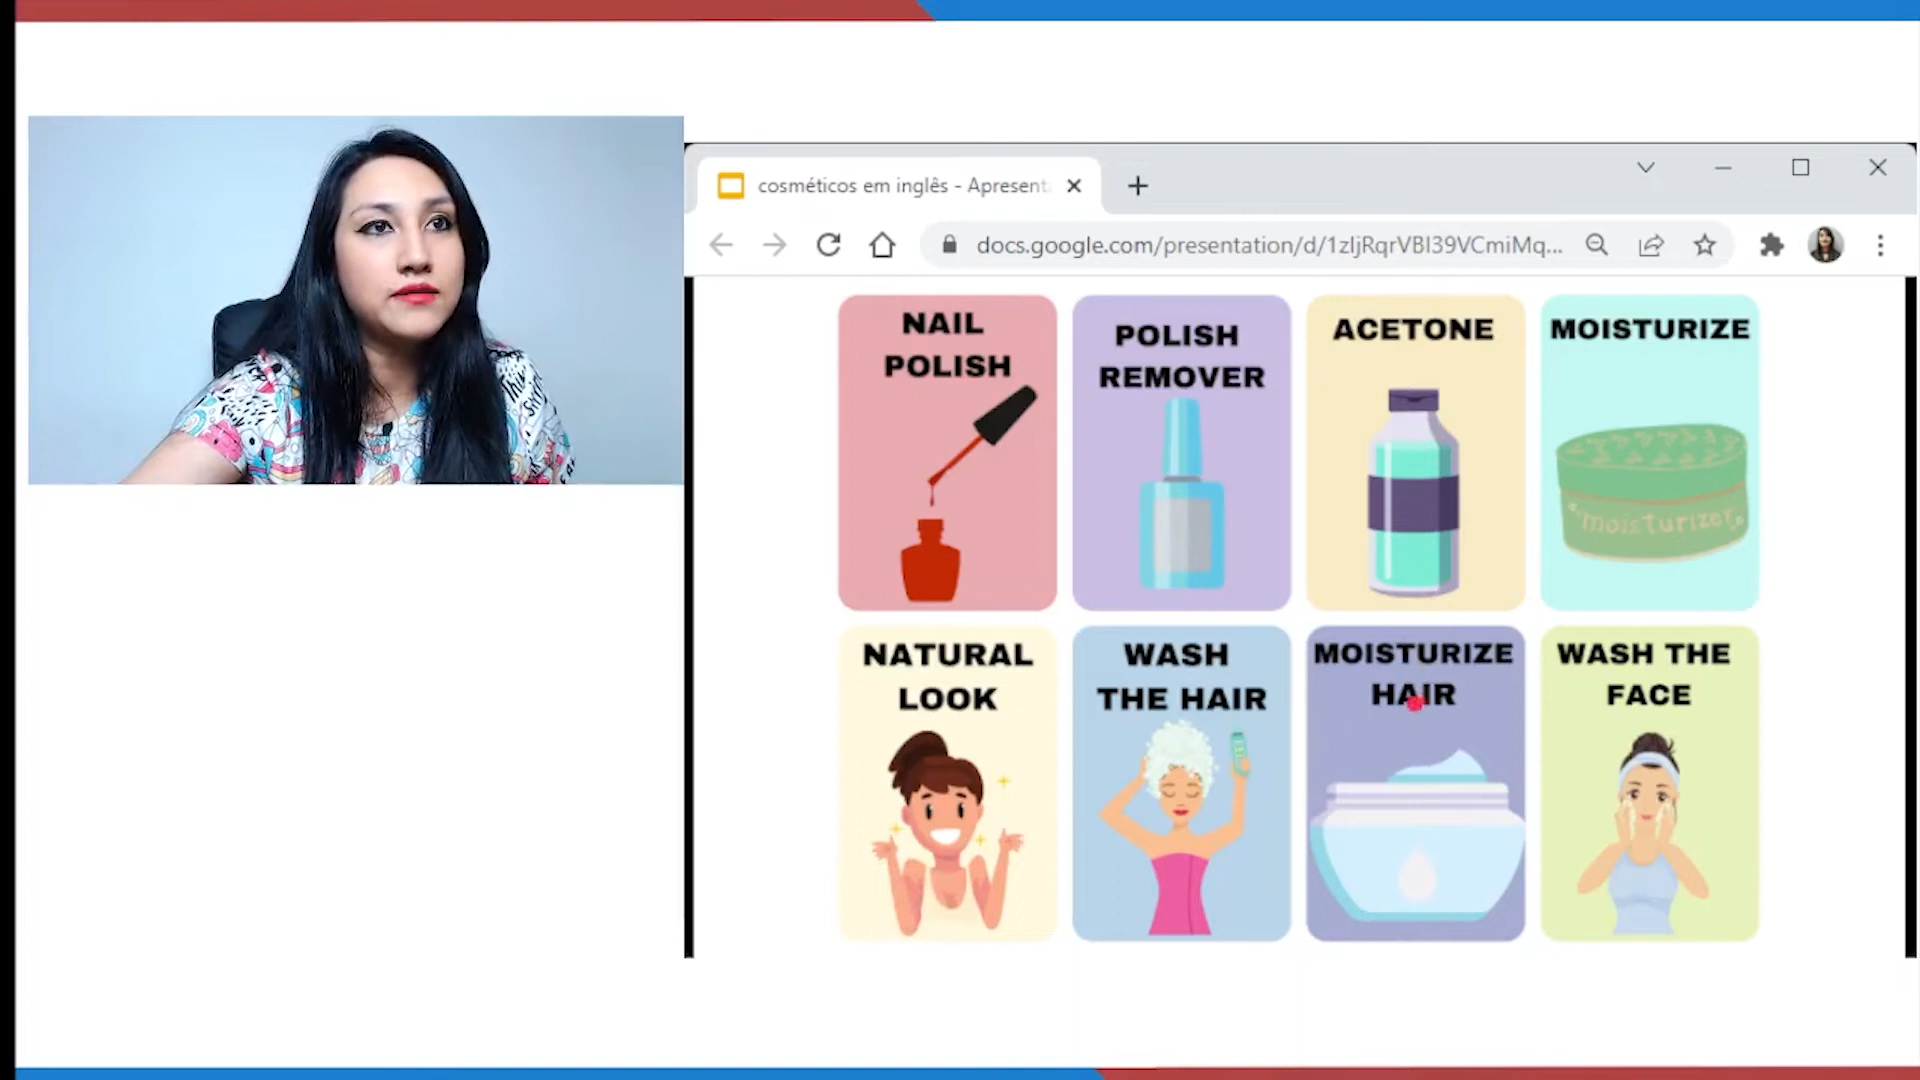 cosméticos em inglês - Apresent
docs.google.com/presentation/d/1zIjRqrVBI39VCmiMq...
NAIL
POLISH
POLISH
REMOVER
ACETONE
MOISTURIZE
"moisturizer"
NATURAL
LOOK
WASH
THE HAIR
MOISTURIZE
HAIR
WASH THE
FACE